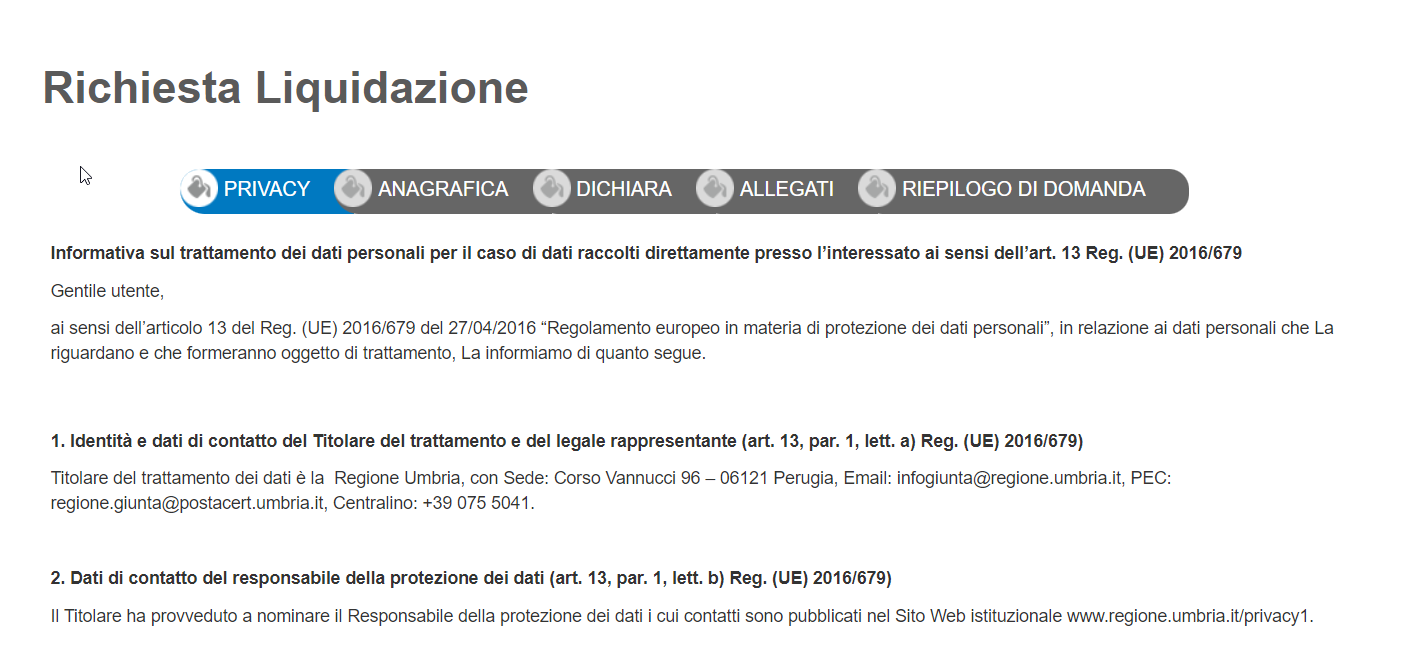 Richiesta Liquidazione
PRIVACY ANAGRAFICA DICHIARA ALLEGATI RIEPILOGO DI DOMANDA
Informativa sul trattamento dei dati personali per il caso di dati raccolti direttamente presso l’interessato ai sensi dell’art. 13 Reg. (UE) 2016/679
Gentile utente,
ai sensi dell’articolo 13 del Reg. (UE) 2016/679 del 27/04/2016 “Regolamento europeo in materia di protezione dei dati personali”, in relazione ai dati personali che La
riguardano e che formeranno oggetto di trattamento, La informiamo di quanto segue.
1. Identità e dati di contatto del Titolare del trattamento e del legale rappresentante (art. 13, par. 1, lett. a) Reg. (UE) 2016/679)
Titolare del trattamento dei dati è la  Regione Umbria, con Sede: Corso Vannucci 96 – 06121 Perugia, Email: infogiunta@regione.umbria.it, PEC:
regione.giunta@postacert.umbria.it, Centralino: +39 075 5041.
2. Dati di contatto del responsabile della protezione dei dati (art. 13, par. 1, lett. b) Reg. (UE) 2016/679)
Il Titolare ha provveduto a nominare il Responsabile della protezione dei dati i cui contatti sono pubblicati nel Sito Web istituzionale www.regione.umbria.it/privacy1.